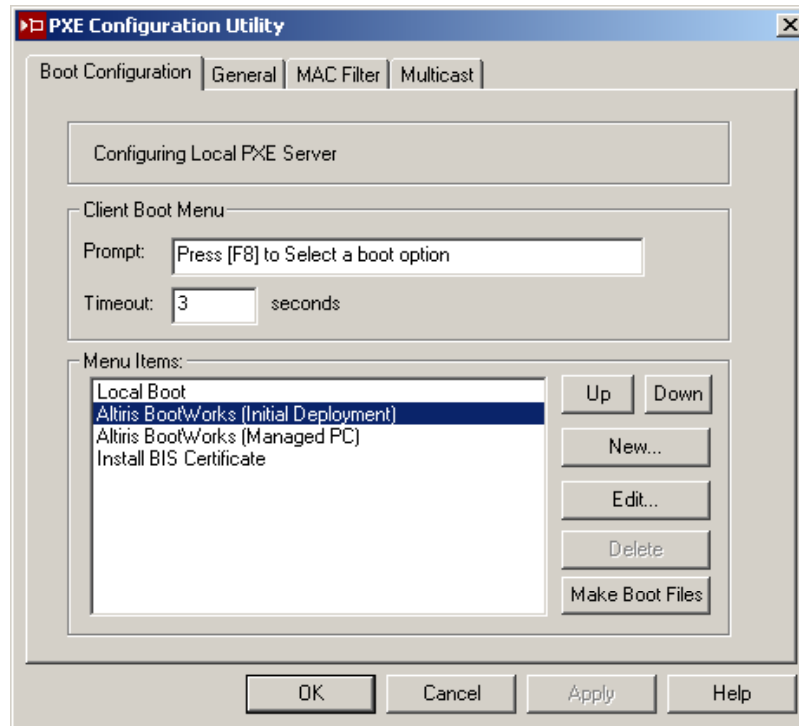 PXE Configuration Utility
Boot Configuration General MAC Filter Multicast
Configuring Local PXE Server
Client Boot Menu
Prompt: Press [F8] to Select a boot option
Timeout: 3 seconds
Menu Items:
Local Boot
Altiris BootWorks (Initial Deployment)
Altiris BootWorks (Managed PC)
Install BIS Certificate
Up Down
New...
Edit...
Delete
Make Boot Files
OK Cancel Apply Help